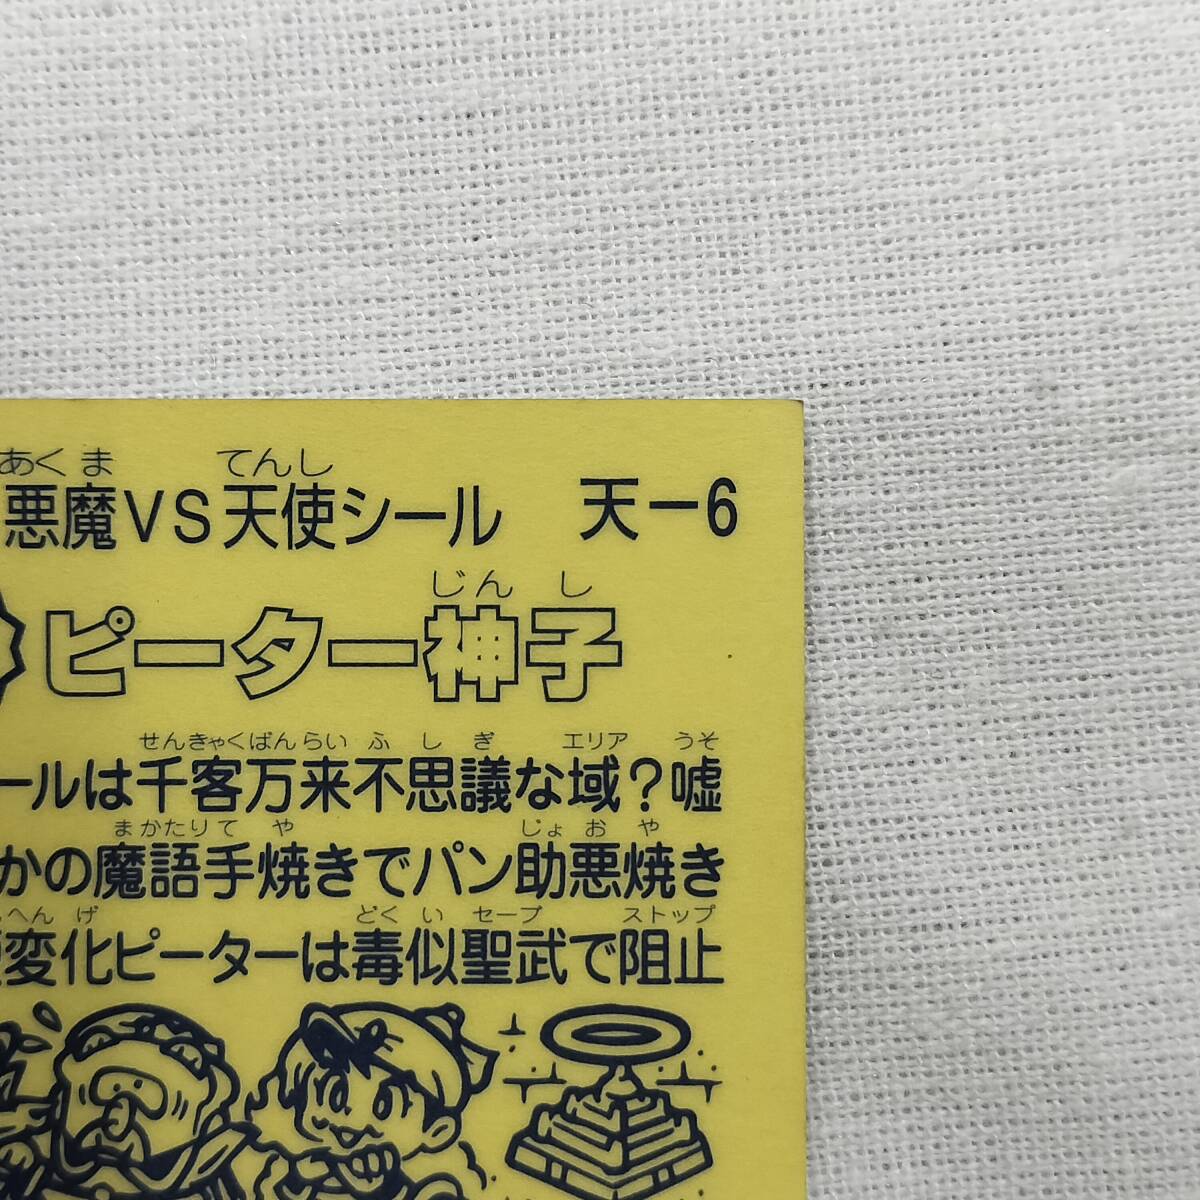 あくま てんし
悪魔VS天使シール 天ー6
じんし
ピーター神子
せんきゃくばんらい ふしぎ エリア うそ
ールは千客万来不思議な域?嘘
まかたりて や じょ お や
かの魔語手焼きでパン助悪焼き
へんげ どく い セーブ ストップ
変化ピーターは毒似聖武で阻止